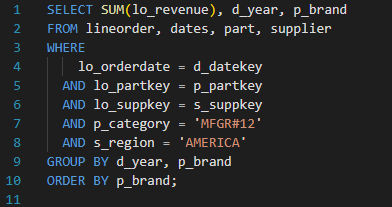 1 SELECT SUM(lo_revenue), d_year, p_brand
2 FROM lineorder, dates, part, supplier
3 WHERE
4 lo_orderdate = d_datekey
5 AND lo_partkey = p_partkey
6 AND lo_suppkey = s_suppkey
7 AND p_category = 'MFGR#12'
8 AND s_region = 'AMERICA'
9 GROUP BY d_year, p_brand
10 ORDER BY p_brand;
11